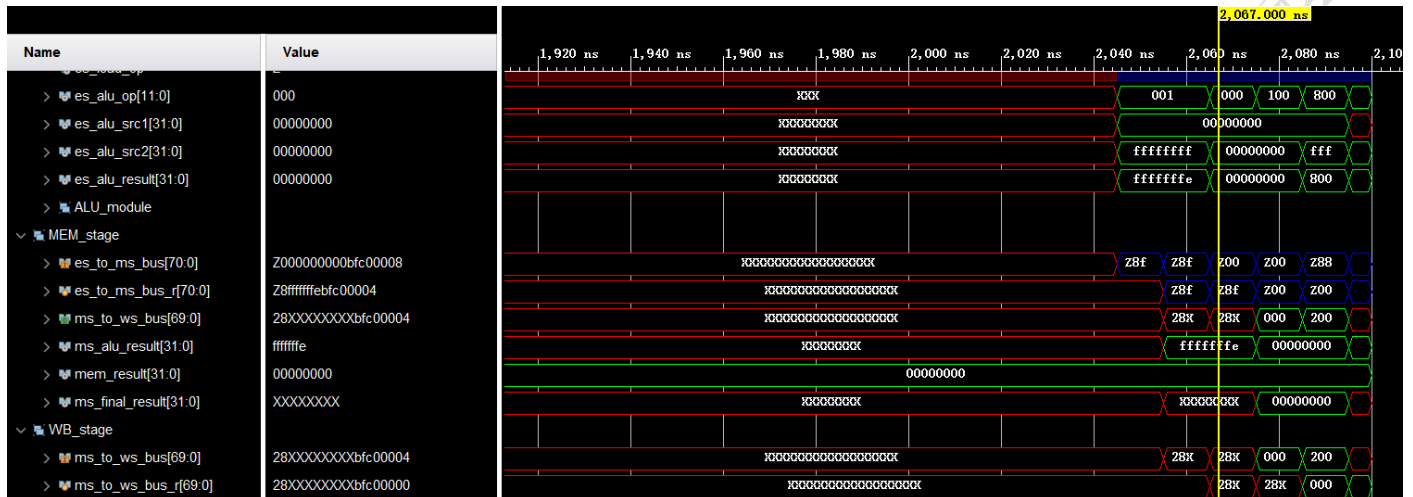 2,067.000 ns
Name Value 1,920 ns 1,940 ns 1,960 ns 1,980 ns 2,000 ns 2,020 ns 2,040 ns 2,060 ns 2,080 ns 2,10
es_alu_op[11:0] 000 XXX 001 000 100 800
es_alu_src1[31:0] 00000000 XXXXXXXX 00000000
es_alu_src2[31:0] 00000000 XXXXXXXX ffffffff 00000000 fff
es_alu_result[31:0] 00000000 XXXXXXXX fffffffe 00000000 800
ALU_module
MEM_stage
es_to_ms_bus[70:0] Z000000000bfc00008 XXXXXXXXXXXXXXXXXX Z8f Z8f Z00 Z00 Z88
es_to_ms_bus_r[70:0] Z8fffffffebfc00004 XXXXXXXXXXXXXXXXXX Z8f Z8f Z00 Z00
ms_to_ws_bus[69:0] 28XXXXXXXXbfc00004 XXXXXXXXXXXXXXXXXX 28X 28X 000 200
ms_alu_result[31:0] fffffffe XXXXXXXX fffffffe 00000000
mem_result[31:0] 00000000 00000000
ms_final_result[31:0] XXXXXXXX XXXXXXXX XXXXXXXX 00000000
WB_stage
ms_to_ws_bus[69:0] 28XXXXXXXXbfc00004 XXXXXXXXXXXXXXXXXX 28X 28X 000 200
ms_to_ws_bus_r[69:0] 28XXXXXXXXbfc00000 XXXXXXXXXXXXXXXXXX 28X 28X 000